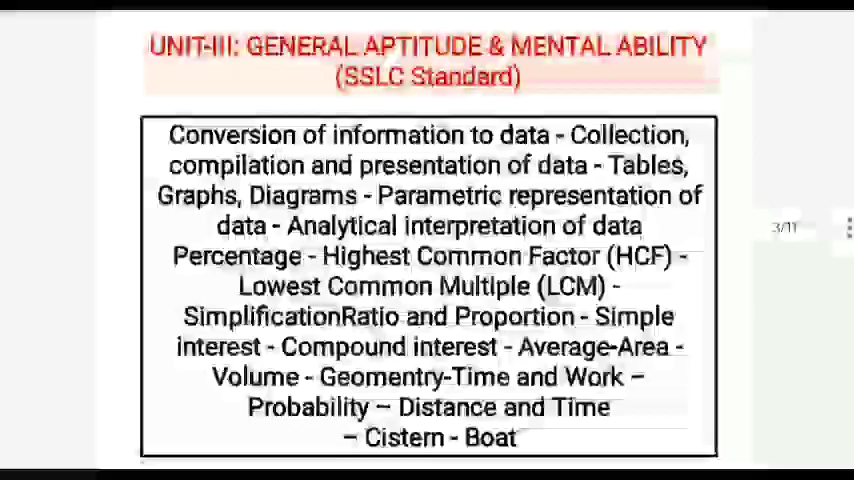 UNIT-III: GENERAL APTITUDE & MENTAL ABILITY
(SSLC Standard)
Conversion of information to data - Collection,
compilation and presentation of data - Tables,
Graphs, Diagrams - Parametric representation of
data - Analytical interpretation of data
Percentage - Highest Common Factor (HCF) -
Lowest Common Multiple (LCM) -
SimplificationRatio and Proportion - Simple
interest - Compound interest - Average-Area -
Volume - Geomentry-Time and Work –
Probability – Distance and Time
– Cistern - Boat
3/11